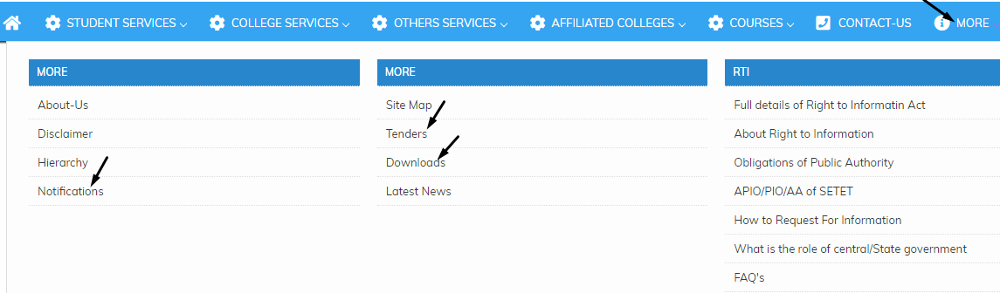 STUDENT SERVICES COLLEGE SERVICES OTHERS SERVICES AFFILIATED COLLEGES COURSES CONTACT-US MORE
MORE
About-Us
Disclaimer
Hierarchy
Notifications
MORE
Site Map
Tenders
Downloads
Latest News
RTI
Full details of Right to Informatin Act
About Right to Information
Obligations of Public Authority
APIO/PIO/AA of SETET
How to Request For Information
What is the role of central/State government
FAQ's